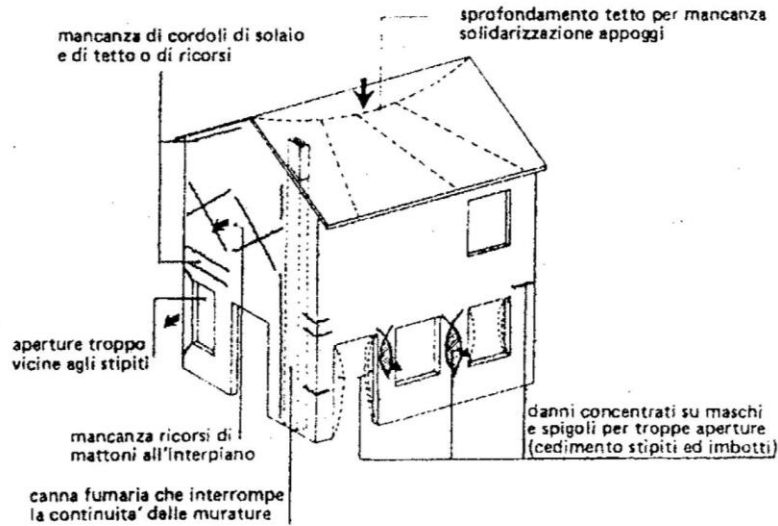 mancanza di cordoli di solaio
e di tetto o di ricorsi
sprofondamento tetto per mancanza
solidarizzazione appoggi
aperture troppo
vicine agli stipiti
mancanza ricorsi di
mattoni all'interpiano
canna fumaria che interrompe
la continuita' delle murature
danni concentrati su maschi
e spigoli per troppe aperture
(cedimento stipiti ed imbotti)